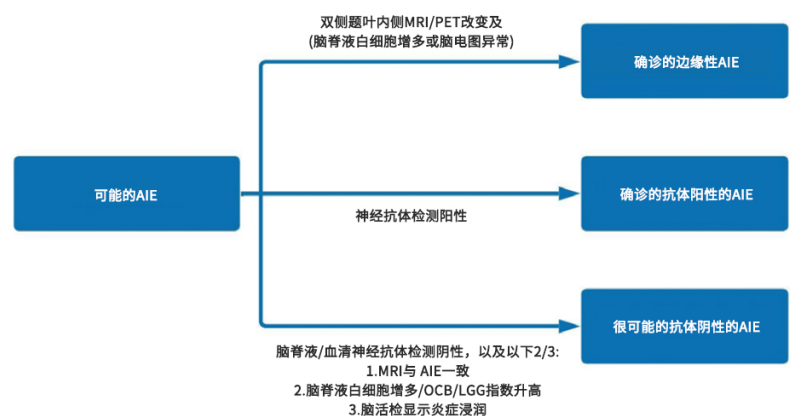 双侧题叶内侧MRI/PET改变及
(脑脊液白细胞增多或脑电图异常)
确诊的边缘性AIE
可能的AIE
神经抗体检测阳性
确诊的抗体阳性的AIE
很可能的抗体阴性的AIE
脑脊液/血清神经抗体检测阴性，以及以下2/3:
1.MRI与 AIE一致
2.脑脊液白细胞增多/OCB/LGG指数升高
3.脑活检显示炎症浸润